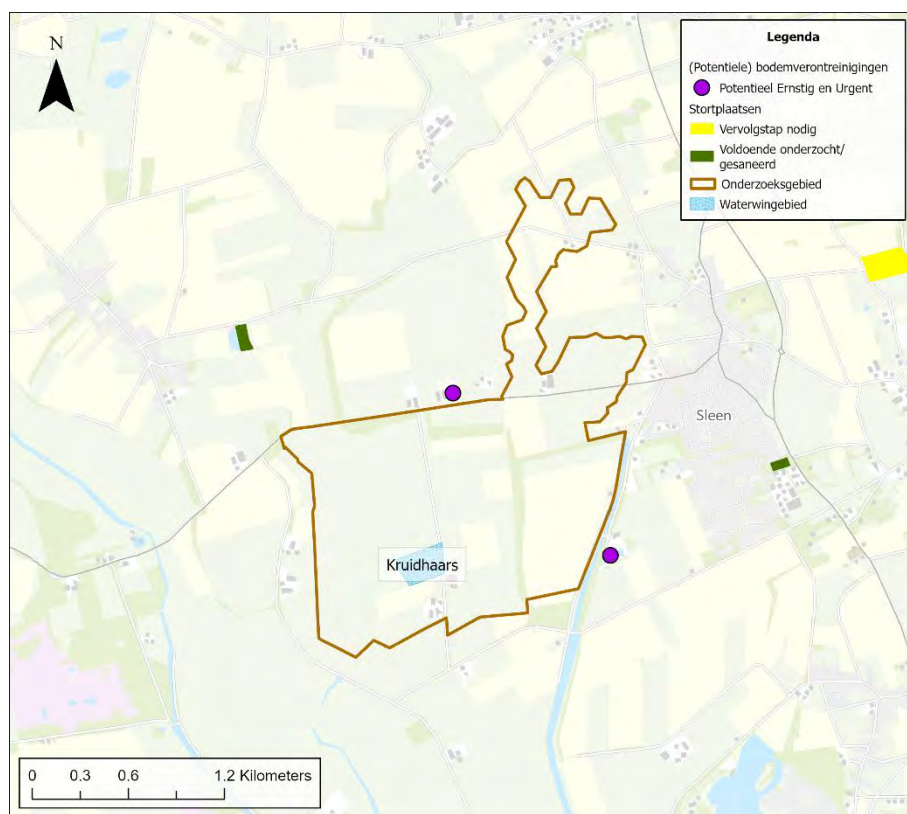 N
Legenda
(Potentiele) bodemverontreinigingen
Potentieel Ernstig en Urgent
Stortplaatsen
Vervolgstap nodig
Voldoende onderzocht/
gesaneerd
Onderzoeksgebied
Waterwingebied
Sleen
Kruidhaars
0 0.3 0.6 1.2 Kilometers